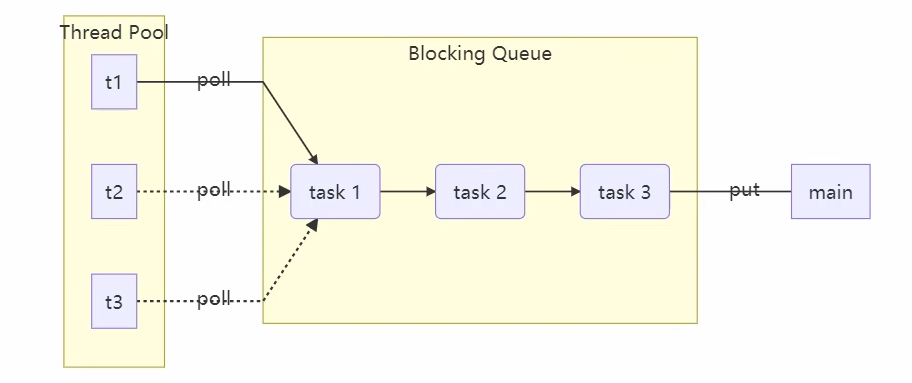 Thread Pool
Blocking Queue
t1
poll
t2
poll
task 1
task 2
task 3
put
main
t3
poll